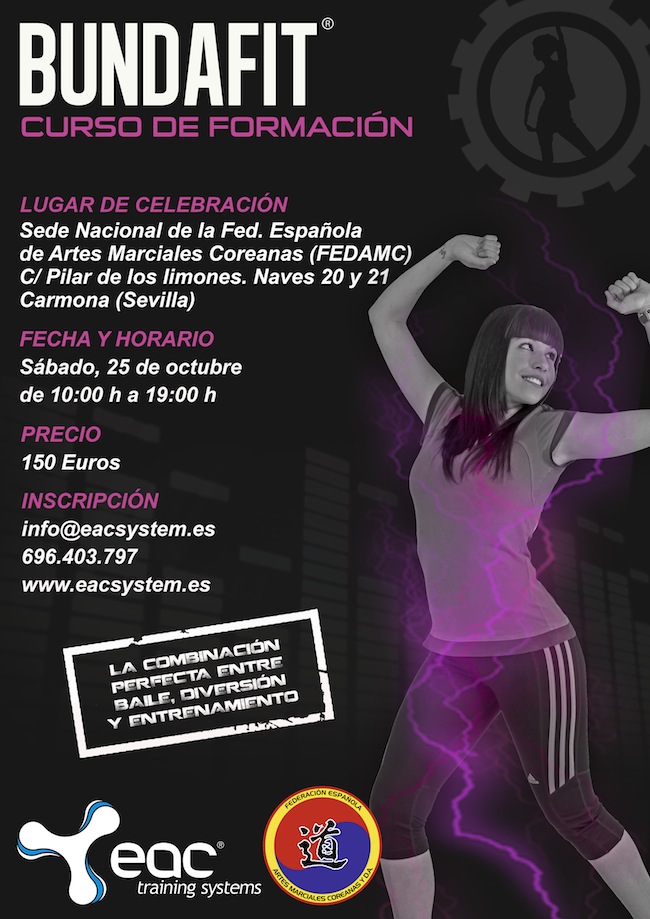 BUNDAFIT®
CURSO DE FORMACIÓN
LUGAR DE CELEBRACIÓN
Sede Nacional de la Fed. Española
de Artes Marciales Coreanas (FEDAMC)
C/ Pilar de los limones. Naves 20 y 21
Carmona (Sevilla)
FECHA Y HORARIO
Sábado, 25 de octubre
de 10:00 h a 19:00 h
PRECIO
150 Euros
INSCRIPCIÓN
info@eacsystem.es
696.403.797
www.eacsystem.es
LA COMBINACIÓN
PERFECTA ENTRE
BAILE, DIVERSIÓN
Y ENTRENAMIENTO
eac®
training systems
FEDERACIÓN ESPAÑOLA
道
ARTES MARCIALES COREANAS Y D.A.
adidas